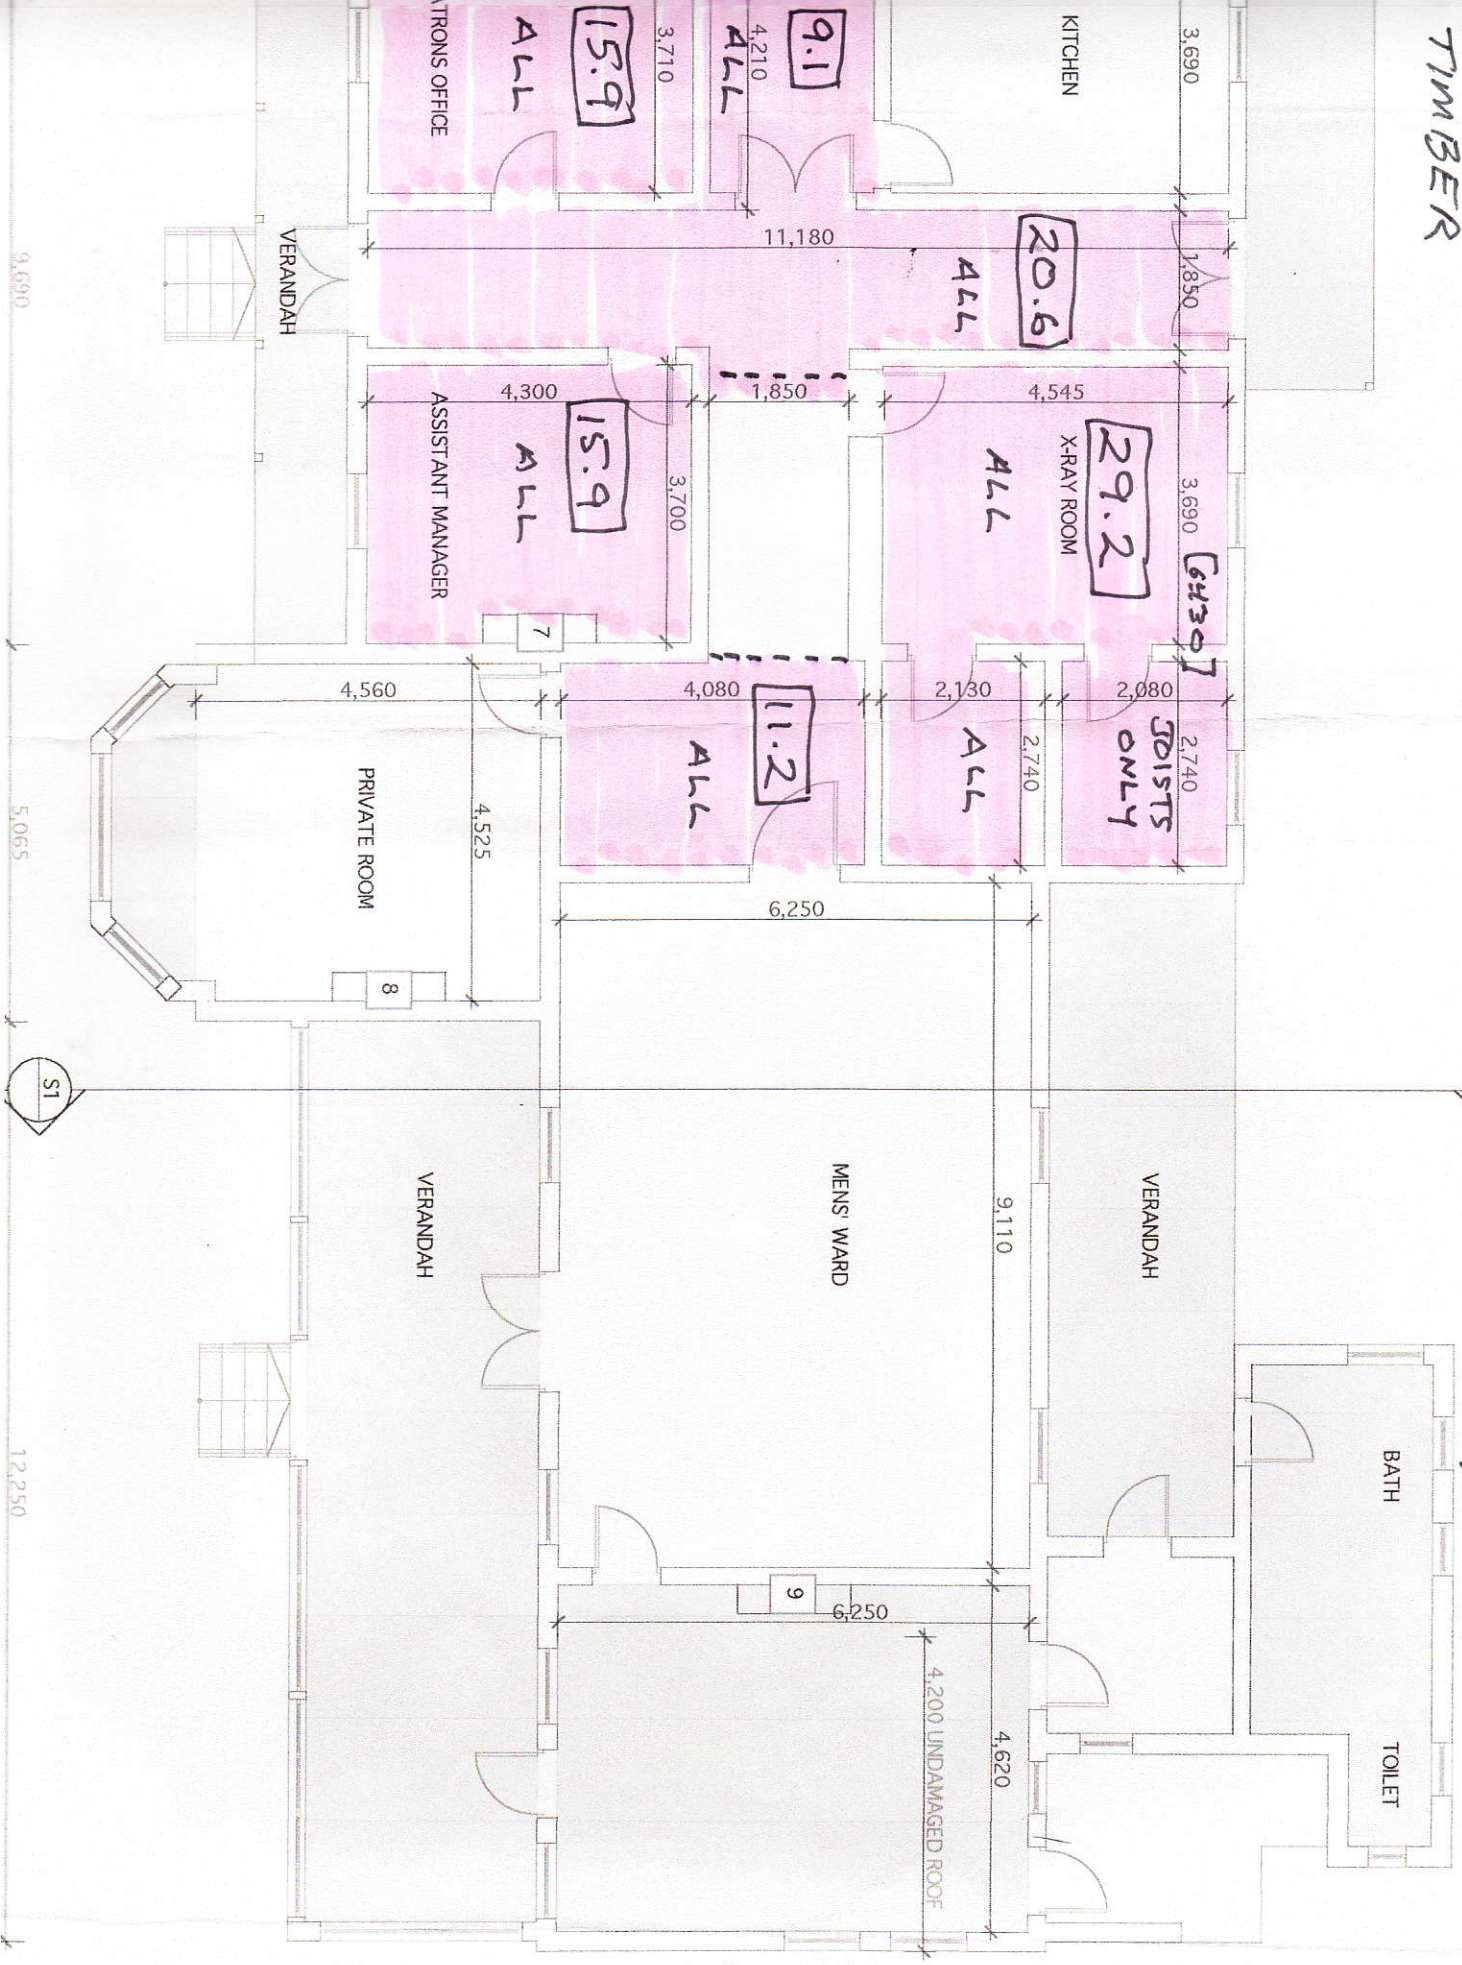 TIMBER
KITCHEN
3,690
9.1
4,210
ALL
3,710
15.9
ALL
TRONS OFFICE
1,850
20.6
ALL
11,180
VERANDAH
9,690
4,545
3,690
[6430]
X-RAY ROOM
29.2
ALL
1,850
4,300
3,700
15.9
ALL
ASSISTANT MANAGER
7
2,080
2,740
JOISTS
ONLY
2,130
2,740
ALL
4,080
11.2
ALL
4,560
4,525
PRIVATE ROOM
5,065
8
6,250
S1
VERANDAH
9,110
MENS' WARD
VERANDAH
BATH
12,250
9
6,250
4,200 UNDAMAGED ROOF
4,620
TOILET